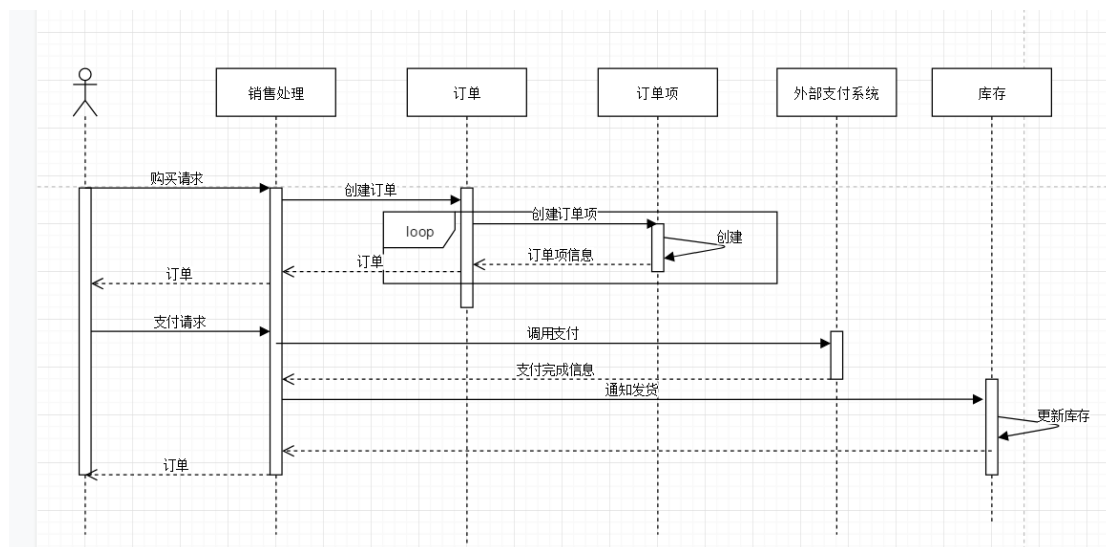 销售处理
订单
订单项
外部支付系统
库存
购买请求
创建订单
创建订单项
loop
创建
订单项信息
订单
订单
支付请求
调用支付
支付完成信息
通知发货
更新库存
订单